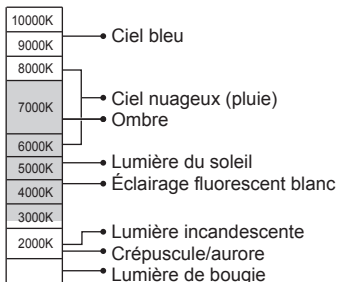 10000K
9000K
Ciel bleu
8000K
7000K
Ciel nuageux (pluie)
Ombre
6000K
5000K
Lumière du soleil
4000K
Éclairage fluorescent blanc
3000K
2000K
Lumière incandescente
Crépuscule/aurore
Lumière de bougie